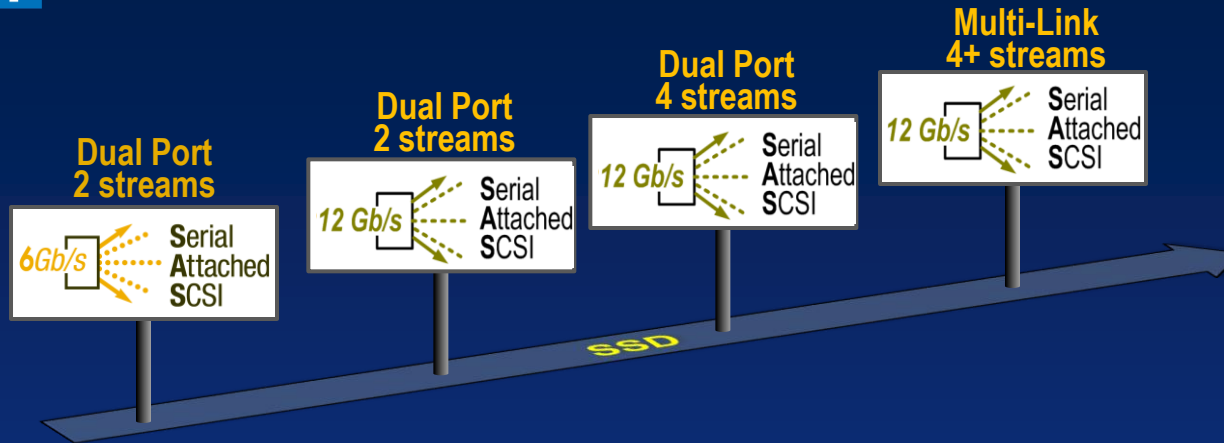 Dual Port
2 streams
6Gb/s
Serial
Attached
SCSI
Dual Port
2 streams
12 Gb/s
Serial
Attached
SCSI
Dual Port
4 streams
12 Gb/s
Serial
Attached
SCSI
Multi-Link
4+ streams
12 Gb/s
Serial
Attached
SCSI
SSD